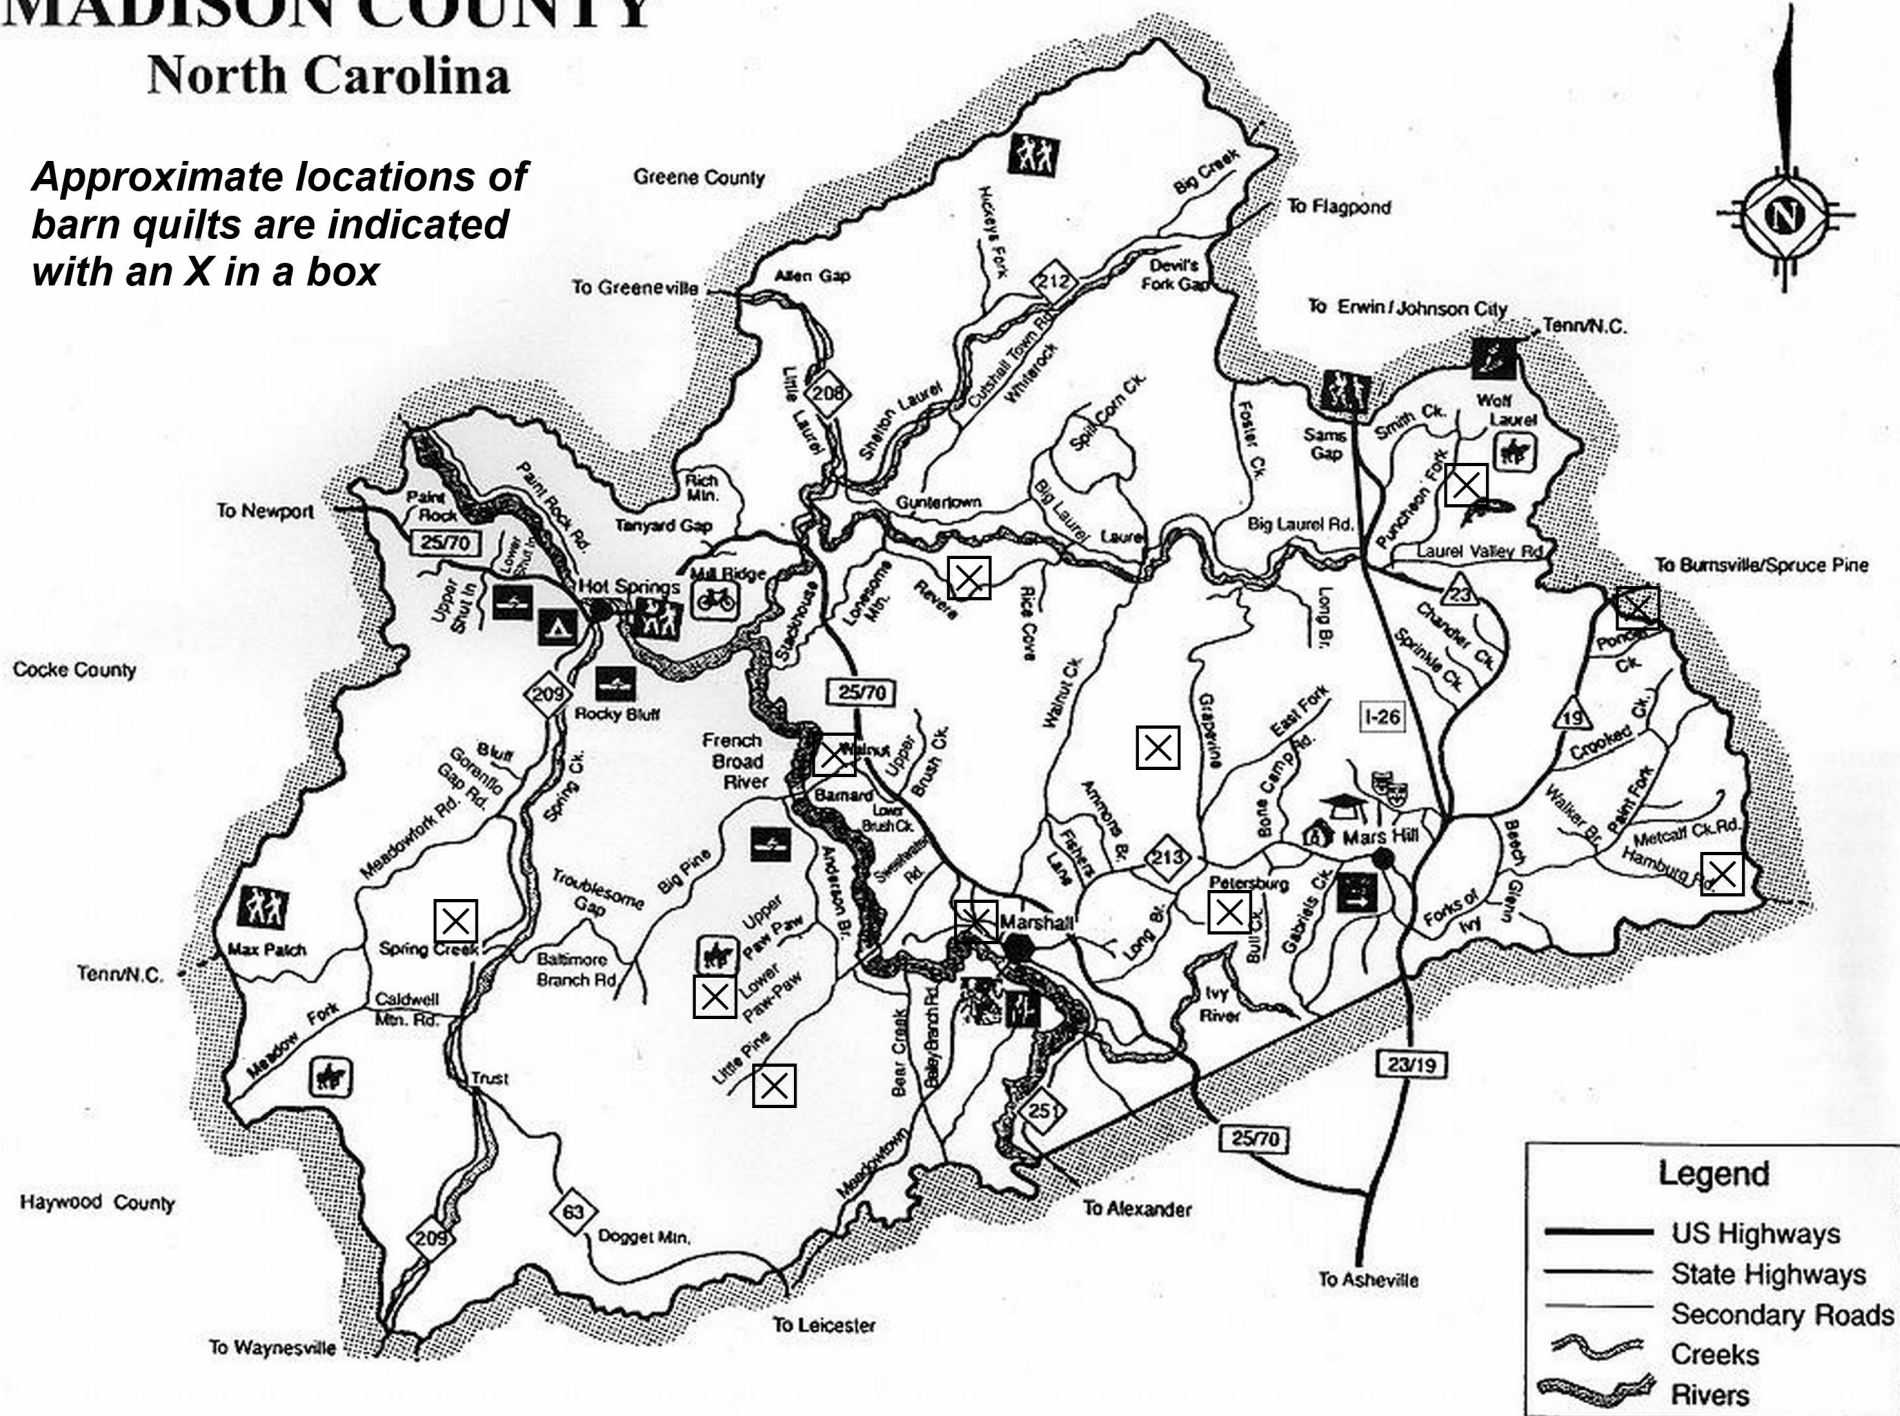 MADISON COUNTY
North Carolina
Approximate locations of
barn quilts are indicated
with an X in a box
Greene County
To Greeneville
Allen Gap
Hickeys Fork
Big Creek
To Flagpond
212
Devil's
Fork Gap
N
To Erwin/Johnson City
Tenn/N.C.
Little Laurel
208
Shelton Laurel
Cutshall Town Rd.
Whiterock
Spill Corn Ck.
Foster Ck.
Sams
Gap
Smith Ck.
Wolf
Laurel
Puncheon Fork
To Newport
Paint
Rock
Paint Rock Rd.
25/70
Lower
Shut In
Upper
Shut In
Rich
Mtn.
Tanyard Gap
Guntertown
Big Laurel
Laurel
Big Laurel Rd.
Laurel Valley Rd
To Burnsville/Spruce Pine
Hot Springs
Mill Ridge
Stackhouse
Lonesome
Mtn.
Revere
Rice Cove
Long Br.
23
Chandler Ck.
Sprinkle Ck.
Ponder
Ck.
Cocke County
209
Rocky Bluff
25/70
Walnut Ck.
Grapevine
East Fork
Rd.
I-26
19
Crooked Ck.
Bluff
Gorenflo
Gap Rd.
Spring Ck.
Meadowfork Rd.
French
Broad
River
Walnut
Upper
Brush Ck.
Barnard
Lower
Brush Ck.
Sweetwater
Rd.
Ammons Br.
Fishers
Lane
213
Bone Camp
Mars Hill
Beech
Glenn
Walker Br.
Paint Fork
Metcalf Ck.Rd.
Hamburg Rd.
Big Pine
Troublesome
Gap
Anderson Br.
Upper
Paw Paw
Lower
Paw-Paw
Little Pine
Marshall
Petersburg
Long Br.
Bull Ck.
Gabriels Ck.
Forks of
Ivy
Max Patch
Spring Creek
Baltimore
Branch Rd
Tenn/N.C.
Caldwell
Mtn. Rd.
Meadow Fork
Trust
Bear Creek
Bailey Branch Rd.
Ivy
River
251
23/19
25/70
Meadowtown
Haywood County
63
209
Dogget Mtn.
To Alexander
To Asheville
To Leicester
To Waynesville
Legend
US Highways
State Highways
Secondary Roads
Creeks
Rivers